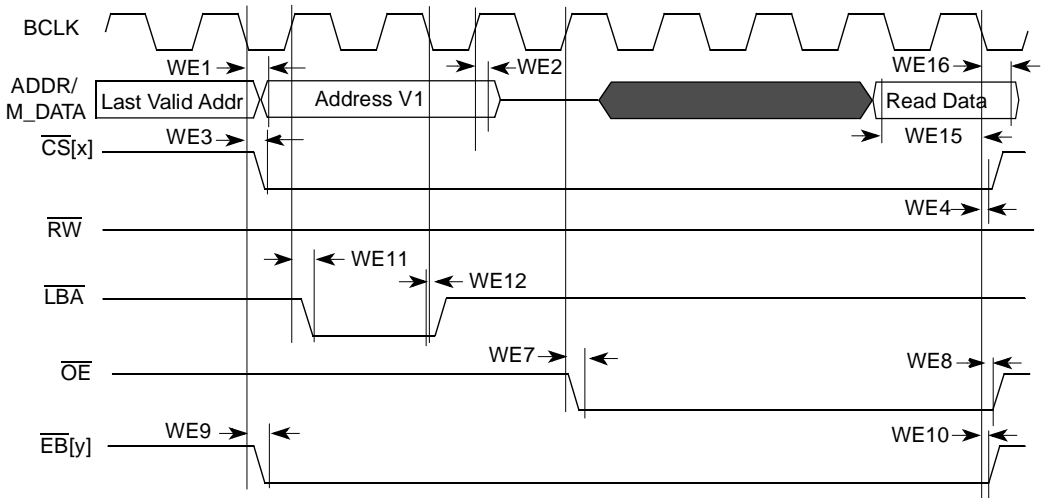 BCLK
WE1
WE2
WE16
ADDR/
M_DATA
Last Valid Addr
Address V1
Read Data
WE3
WE15
CS[x]
WE4
RW
WE11
WE12
LBA
WE7
WE8
OE
WE9
WE10
EB[y]